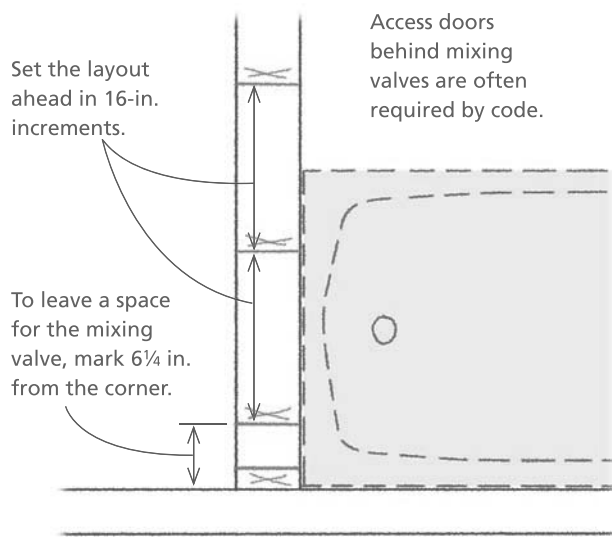 Access doors
behind mixing
valves are often
required by code.
Set the layout
ahead in 16-in.
increments.
To leave a space
for the mixing
valve, mark 6¼ in.
from the corner.